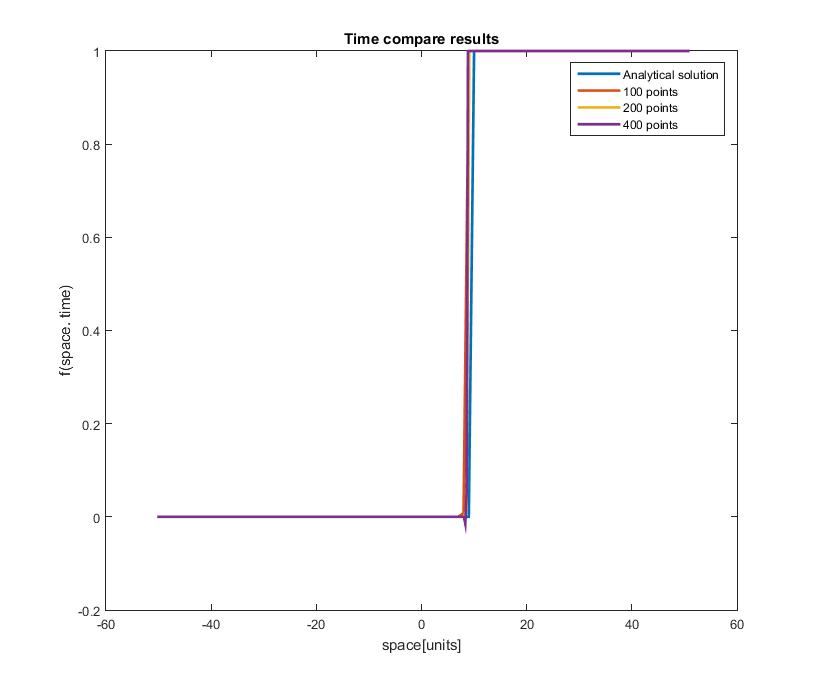 Time compare results
Analytical solution
100 points
200 points
400 points
1
0.8
0.6
0.4
0.2
0
-0.2
f(space. time)
-60
-40
-20
0
20
40
60
space[units]